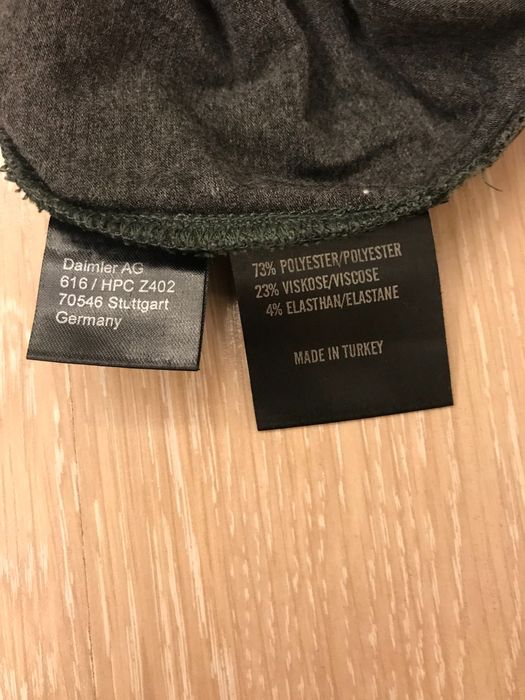 Daimler AG
616 / HPC Z402
70546 Stuttgart
Germany
73% POLYESTER/POLYESTER
23% VISKOSE/VISCOSE
4% ELASTHAN/ELASTANE
MADE IN TURKEY